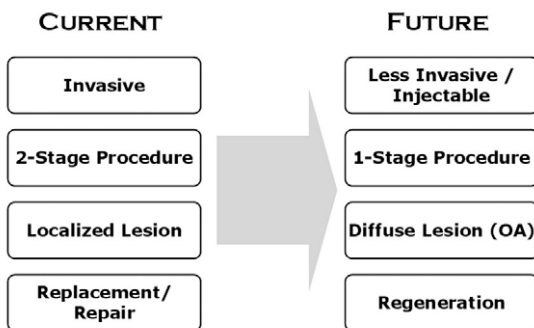 CURRENT
FUTURE
Invasive
Less Invasive /
Injectable
2-Stage Procedure
1-Stage Procedure
Localized Lesion
Diffuse Lesion (OA)
Replacement/
Repair
Regeneration